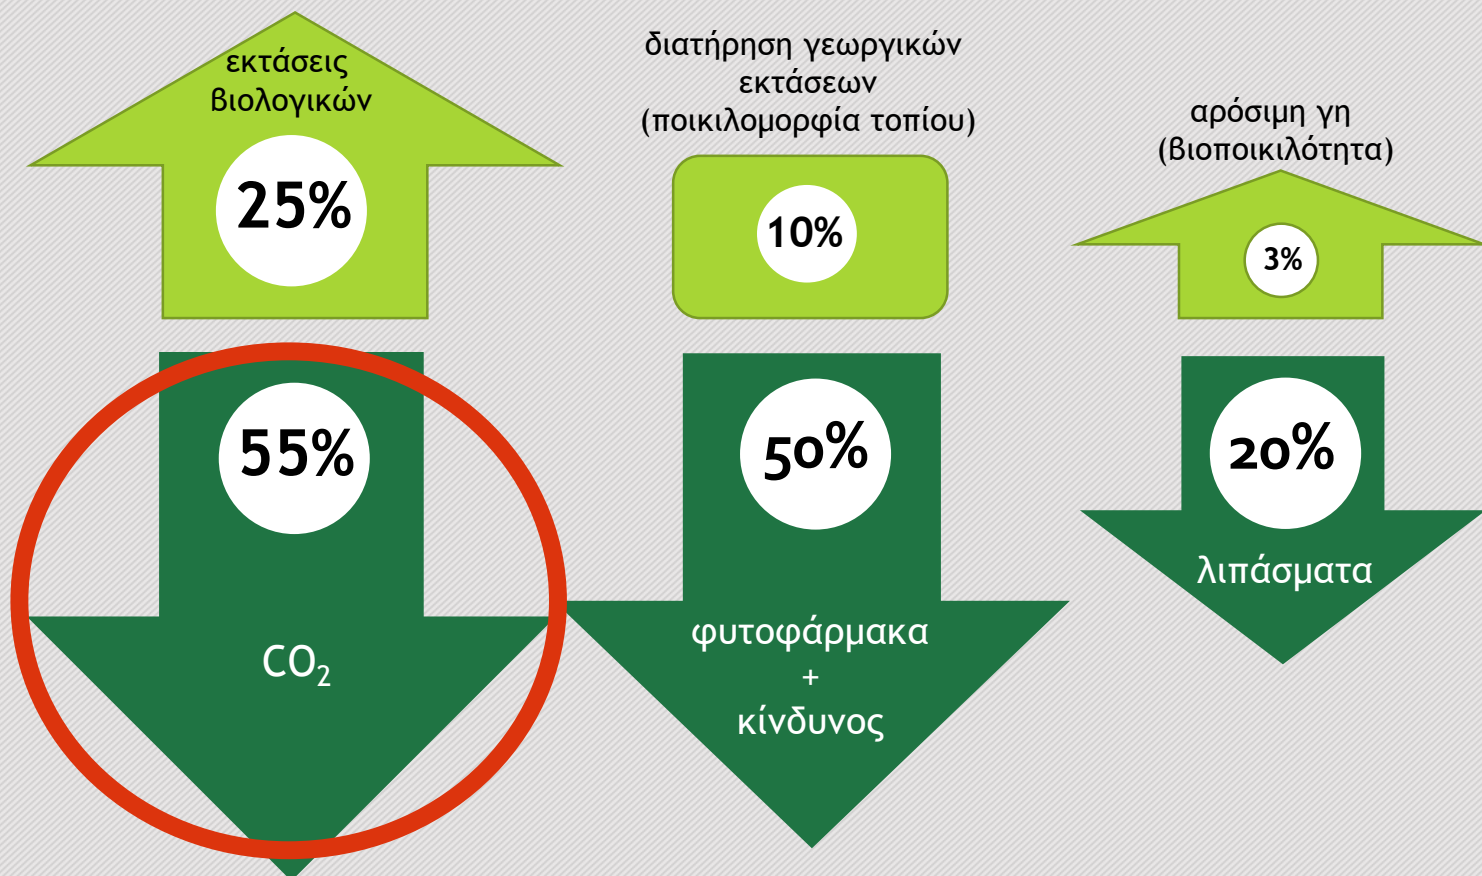 εκτάσεις
βιολογικών
25%
διατήρηση γεωργικών
εκτάσεων
(ποικιλομορφία τοπίου)
10%
αρόσιμη γη
(βιοποικιλότητα)
3%
55%
CO₂
50%
φυτοφάρμακα
+
κίνδυνος
20%
λιπάσματα